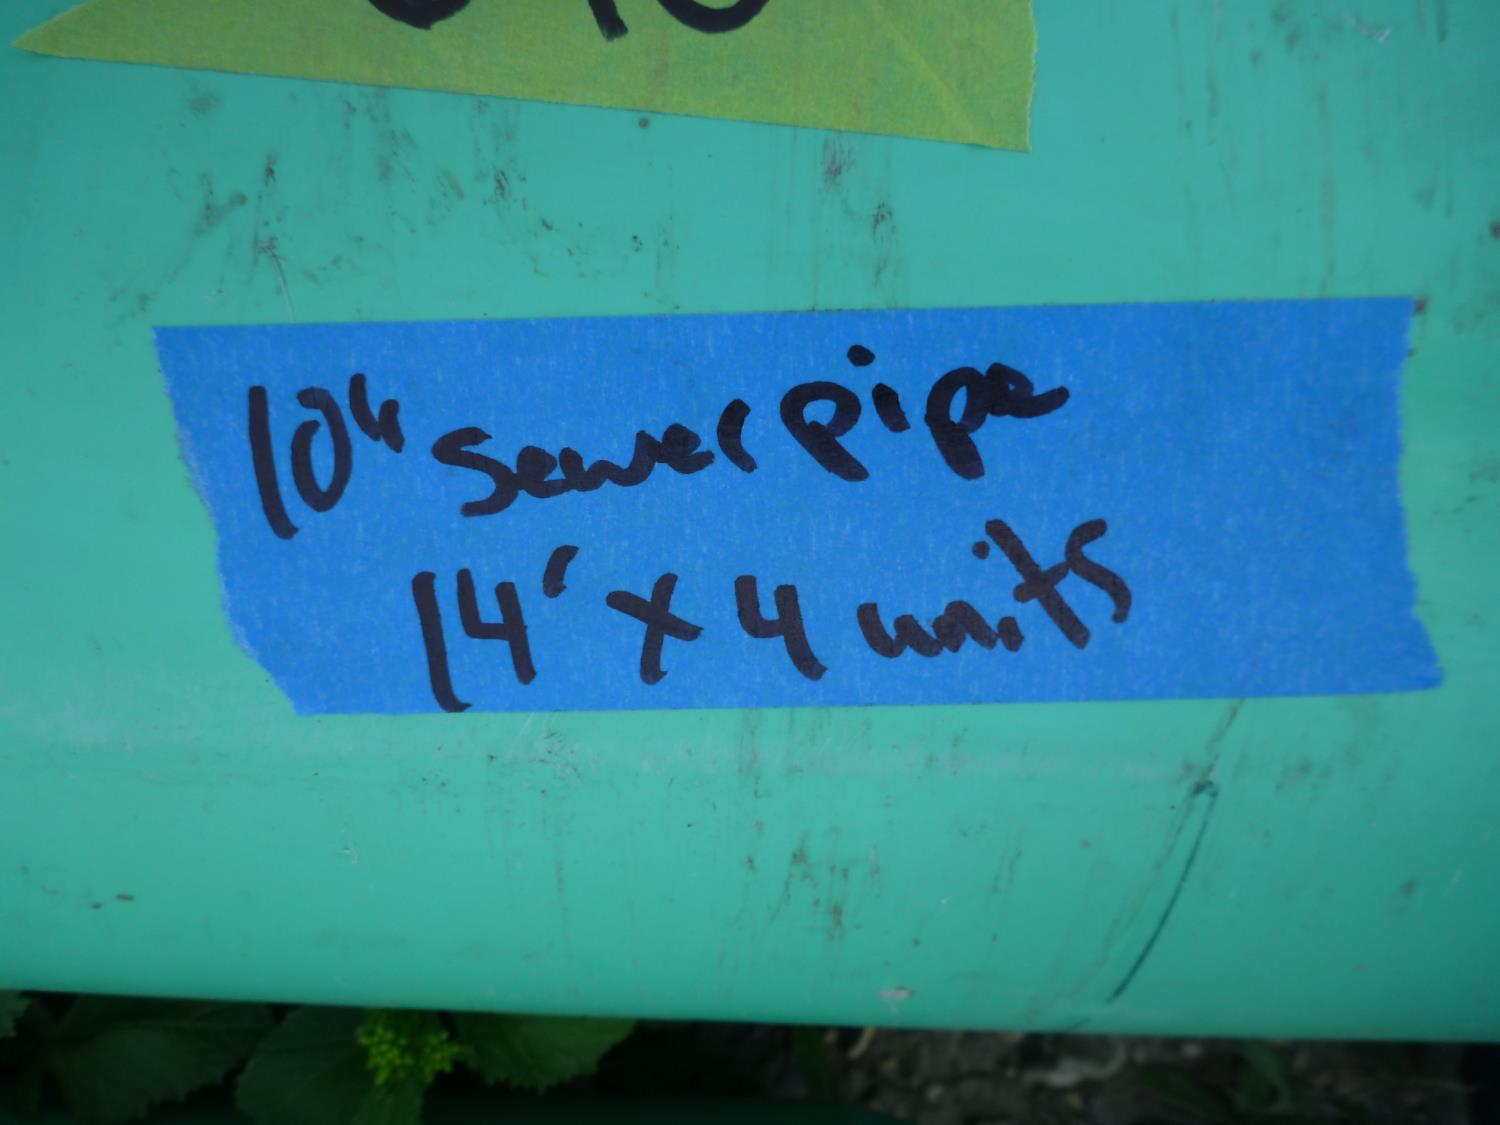 10" sewer pipe
14' x 4 units